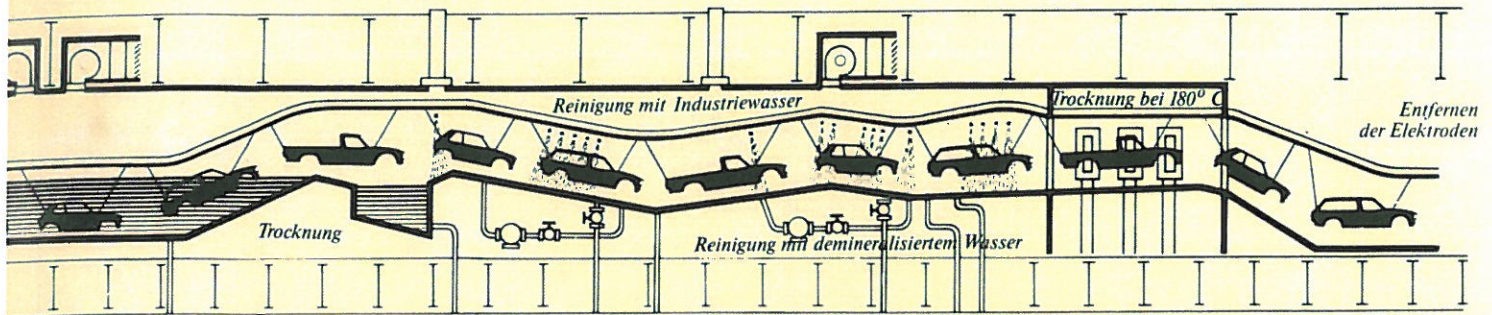 Reinigung mit Industriewasser
Trocknung bei 180° C
Entfernen
der Elektroden
Trocknung
Reinigung mit demineralisiertem Wasser